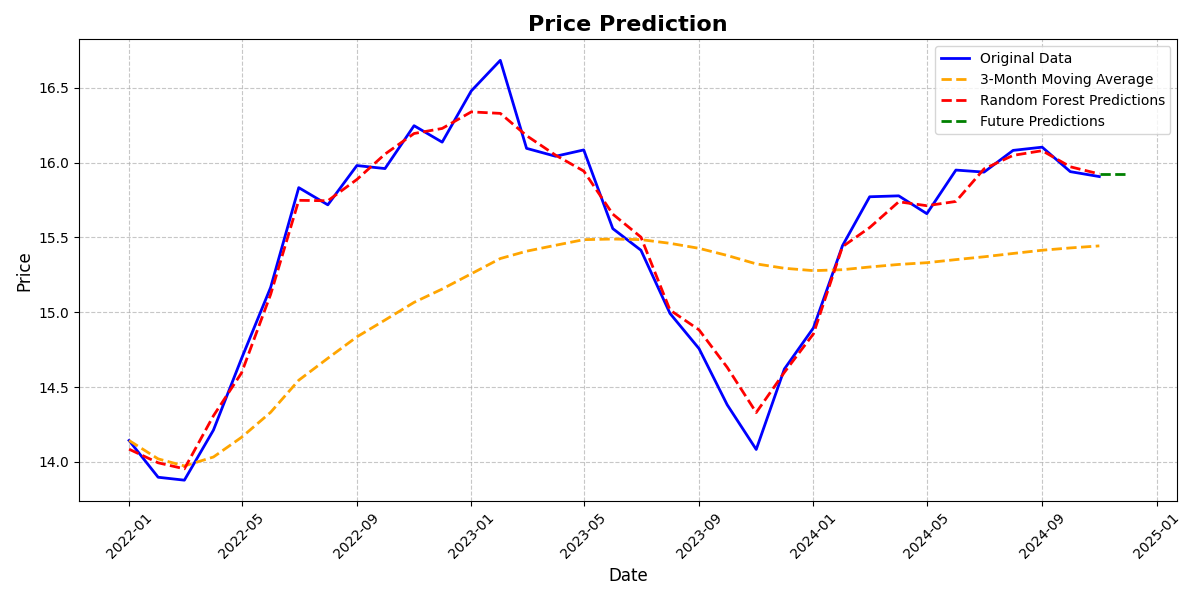 Price Prediction
Original Data
3-Month Moving Average
Random Forest Predictions
Future Predictions
Price
16.5
16.0
15.5
15.0
14.5
14.0
2022-01
2022-05
2022-09
2023-01
2023-05
2023-09
2024-01
2024-05
2024-09
2025-01
Date